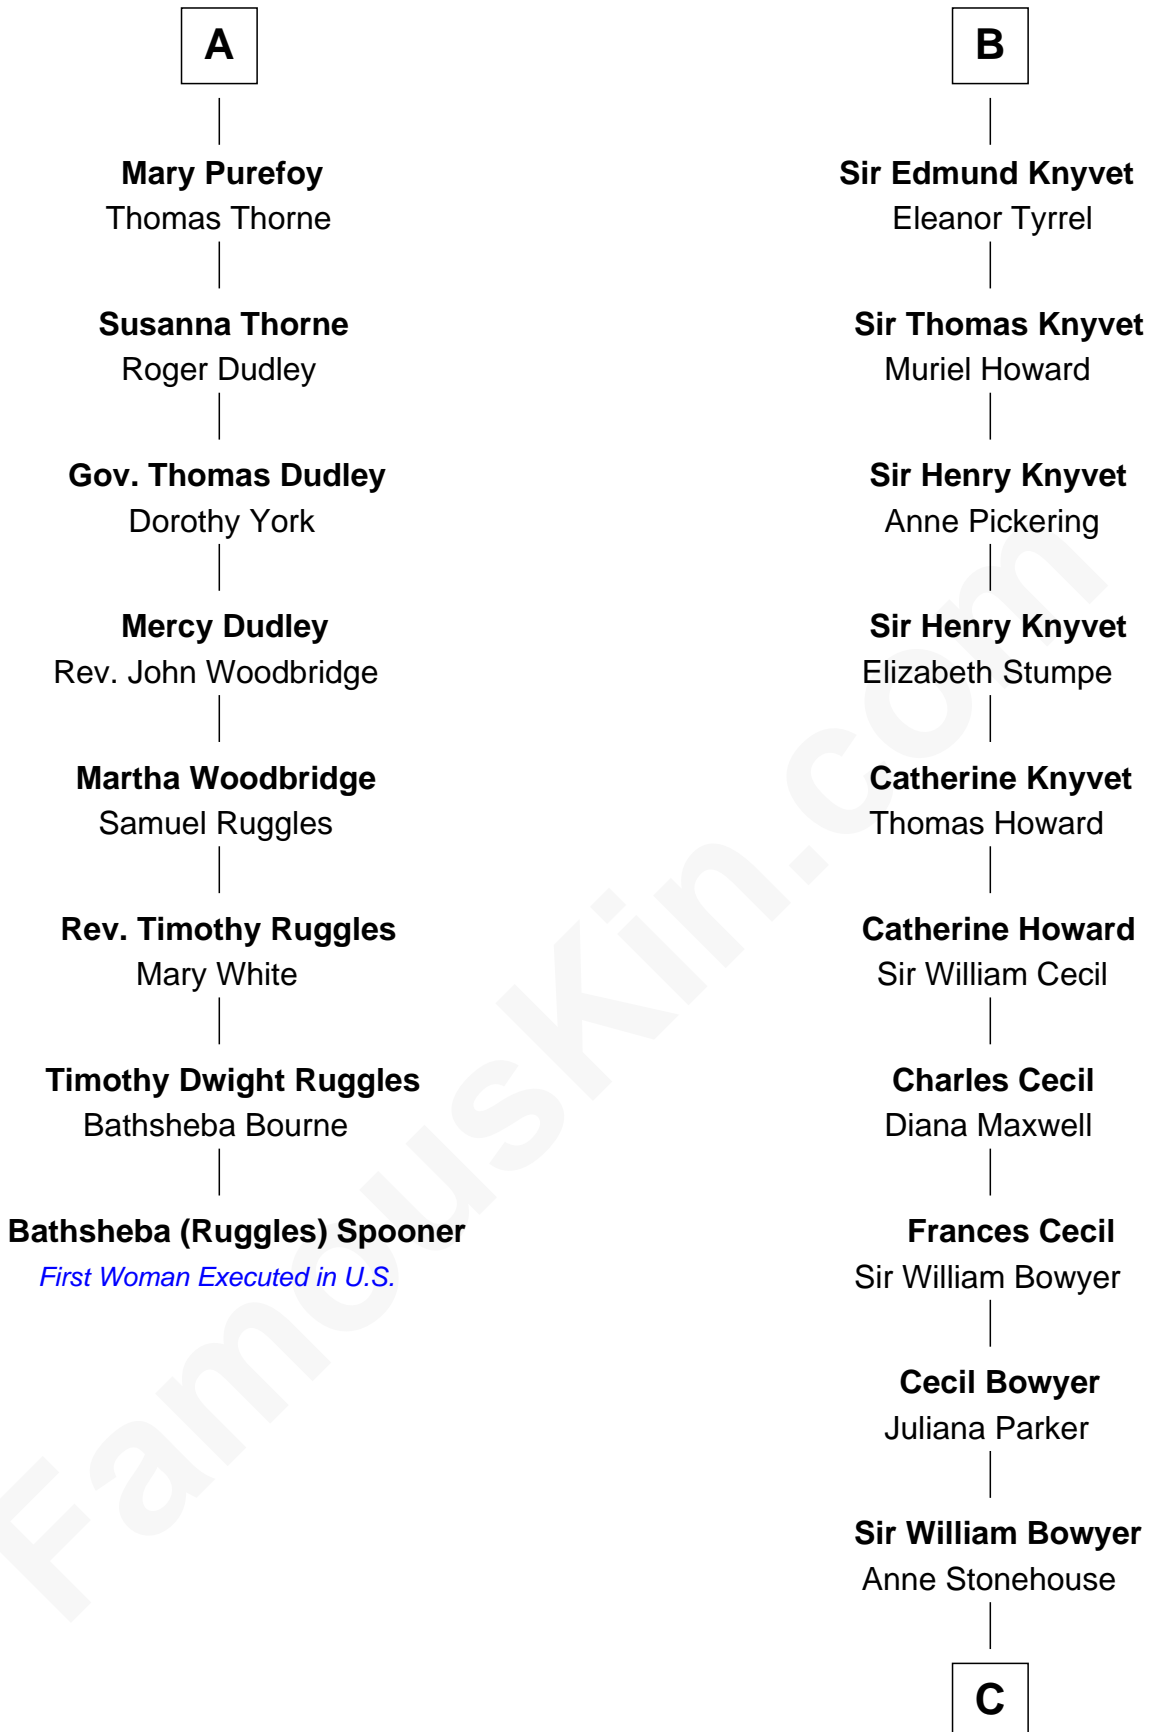 A
Mary Purefoy
Thomas Thorne
Susanna Thorne
Roger Dudley
Gov. Thomas Dudley
Dorothy York
Mercy Dudley
Rev. John Woodbridge
Martha Woodbridge
Samuel Ruggles
Rev. Timothy Ruggles
Mary White
Timothy Dwight Ruggles
Bathsheba Bourne
Bathsheba (Ruggles) Spooner
First Woman Executed in U.S.
B
Sir Edmund Knyvet
Eleanor Tyrrel
Sir Thomas Knyvet
Muriel Howard
Sir Henry Knyvet
Anne Pickering
Sir Henry Knyvet
Elizabeth Stumpe
Catherine Knyvet
Thomas Howard
Catherine Howard
Sir William Cecil
Charles Cecil
Diana Maxwell
Frances Cecil
Sir William Bowyer
Cecil Bowyer
Juliana Parker
Sir William Bowyer
Anne Stonehouse
C
FamousKin.com